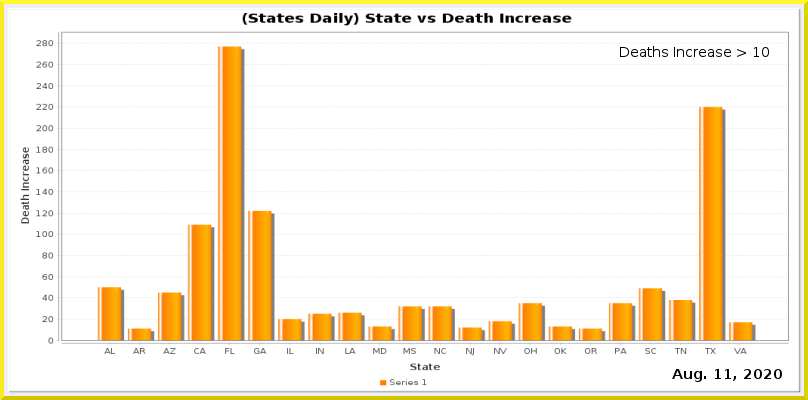 (States Daily) State vs Death Increase
Deaths Increase > 10
Death Increase
280
260
240
220
200
180
160
140
120
100
80
60
40
20
0
AL AR AZ CA FL GA IL IN LA MD MS NC NJ NV OH OK OR PA SC TN TX VA
State
Series 1
Aug. 11, 2020